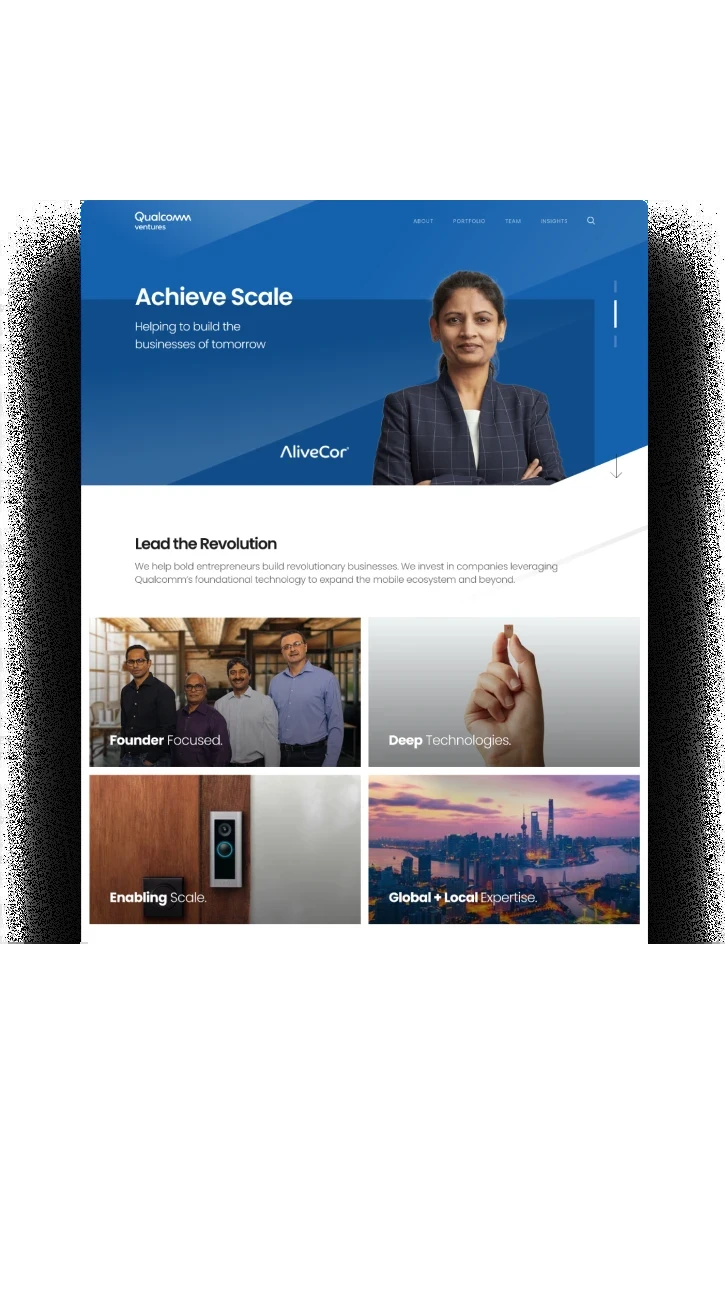 Qualcomm
ventures
ABOUT
PORTFOLIO
TEAM
INSIGHTS
Achieve Scale
Helping to build the
businesses of tomorrow
AliveCor
Lead the Revolution
We help bold entrepreneurs build revolutionary businesses. We invest in companies leveraging
Qualcomm's foundational technology to expand the mobile ecosystem and beyond.
Founder Focused.
Deep Technologies.
Enabling Scale.
Global + Local Expertise.